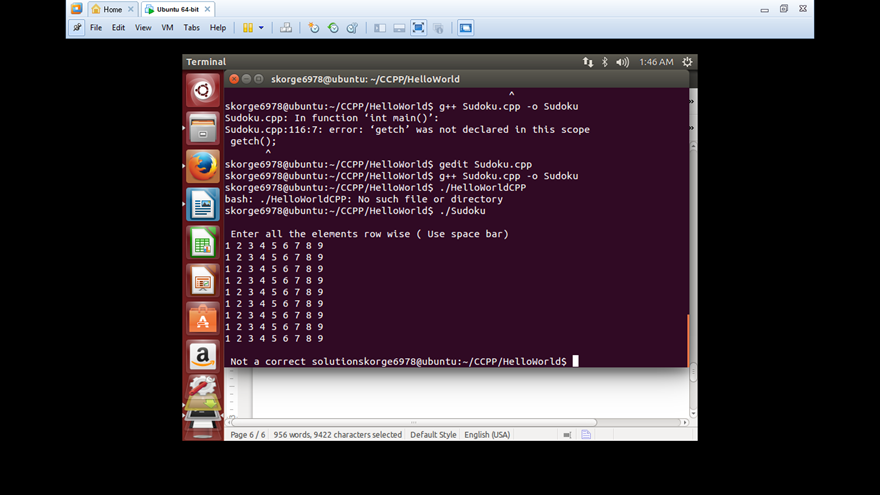 Home
Ubuntu 64-bit
File Edit View VM Tabs Help
Terminal
1:46 AM
skorge6978@ubuntu: ~/CCPP/HelloWorld
^
skorge6978@ubuntu:~/CCPP/HelloWorld$ g++ Sudoku.cpp -o Sudoku
Sudoku.cpp: In function ‘int main()’:
Sudoku.cpp:116:7: error: ‘getch’ was not declared in this scope
getch();
^
skorge6978@ubuntu:~/CCPP/HelloWorld$ gedit Sudoku.cpp
skorge6978@ubuntu:~/CCPP/HelloWorld$ g++ Sudoku.cpp -o Sudoku
skorge6978@ubuntu:~/CCPP/HelloWorld$ ./HelloWorldCPP
bash: ./HelloWorldCPP: No such file or directory
skorge6978@ubuntu:~/CCPP/HelloWorld$ ./Sudoku
Enter all the elements row wise ( Use space bar)
1 2 3 4 5 6 7 8 9
1 2 3 4 5 6 7 8 9
1 2 3 4 5 6 7 8 9
1 2 3 4 5 6 7 8 9
1 2 3 4 5 6 7 8 9
1 2 3 4 5 6 7 8 9
1 2 3 4 5 6 7 8 9
1 2 3 4 5 6 7 8 9
1 2 3 4 5 6 7 8 9
Not a correct solutionskorge6978@ubuntu:~/CCPP/HelloWorld$
Page 6 / 6 956 words, 9422 characters selected Default Style English (USA)